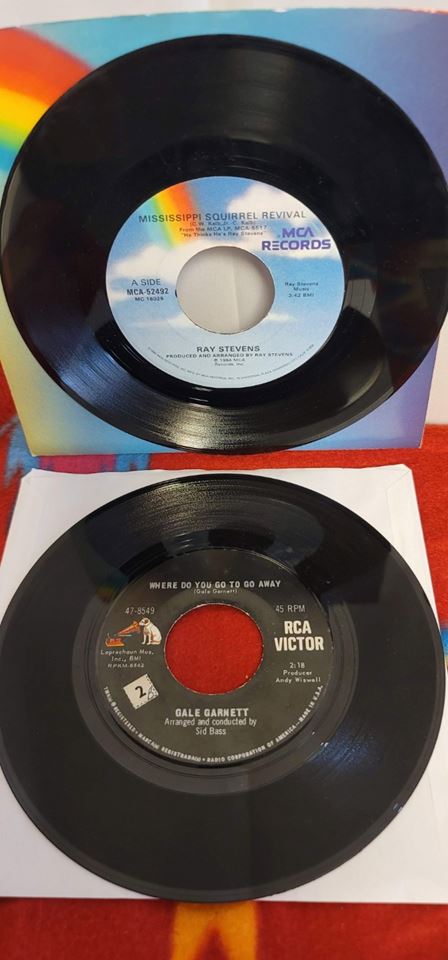 MISSISSIPPI SQUIRREL REVIVAL
(C.W. Kalb, Jr.-C. Kalb)
From the MCA LP, MCA-5517
"He Thinks He's Ray Stevens"
MCA
RECORDS
A SIDE
MCA-52492
MC 18026
Ray Stevens
Music
3:42 BMI
RAY STEVENS
PRODUCED AND ARRANGED BY RAY STEVENS
℗ 1984 MCA
Records, Inc.
WHERE DO YOU GO TO GO AWAY
(Gale Garnett)
47-8549
45 RPM
Leprechaun Mus.
Inc., BMI
RPKM-6842
RCA
VICTOR
2:18
Producer
Andy Wiswell
2
GALE GARNETT
Arranged and conducted by
Sid Bass
TMK(S) ® REGISTERED • MARCA(S) REGISTRADA(S) • RADIO CORPORATION OF AMERICA • MADE IN U.S.A.